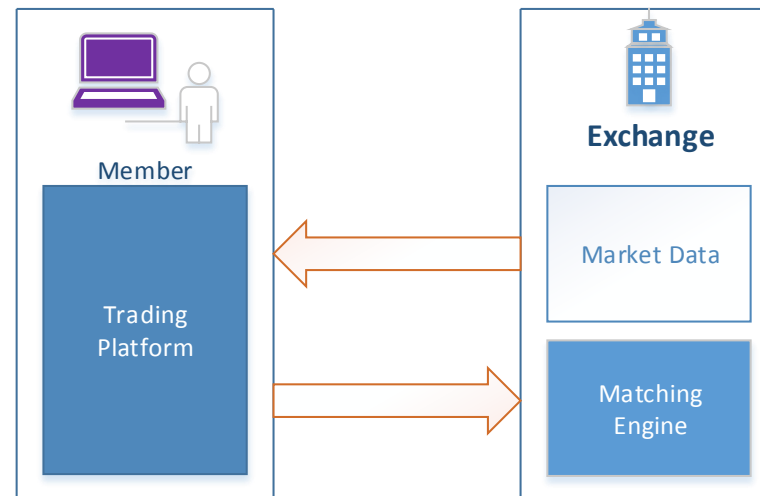 Member
Trading
Platform
Exchange
Market Data
Matching
Engine